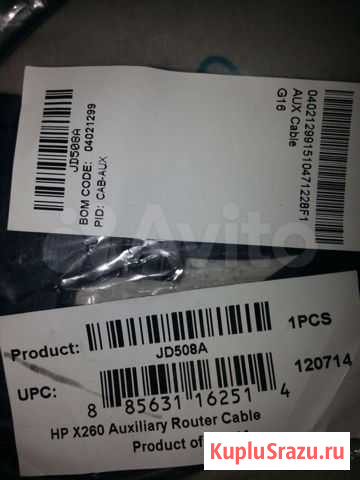 JD508A
BOM CODE: 04021299
PID: CAB-AUX
040212991510471228F1
AUX Cable
G16
Avito
Product:
JD508A
1PCS
UPC:
8 85631 16251 4
120714
HP X260 Auxiliary Router Cable
Product of
KupluSrazu.ru